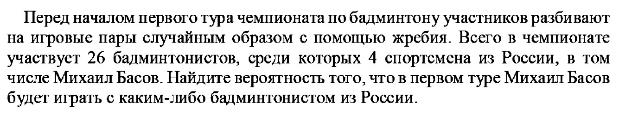 Перед началом первого тура чемпионата по бадминтону участников разбивают
на игровые пары случайным образом с помощью жребия. Всего в чемпионате
участвует 26 бадминтонистов, среди которых 4 спортсмена из России, в том
числе Михаил Басов. Найдите вероятность того, что в первом туре Михаил Басов
будет играть с каким-либо бадминтонистом из России.